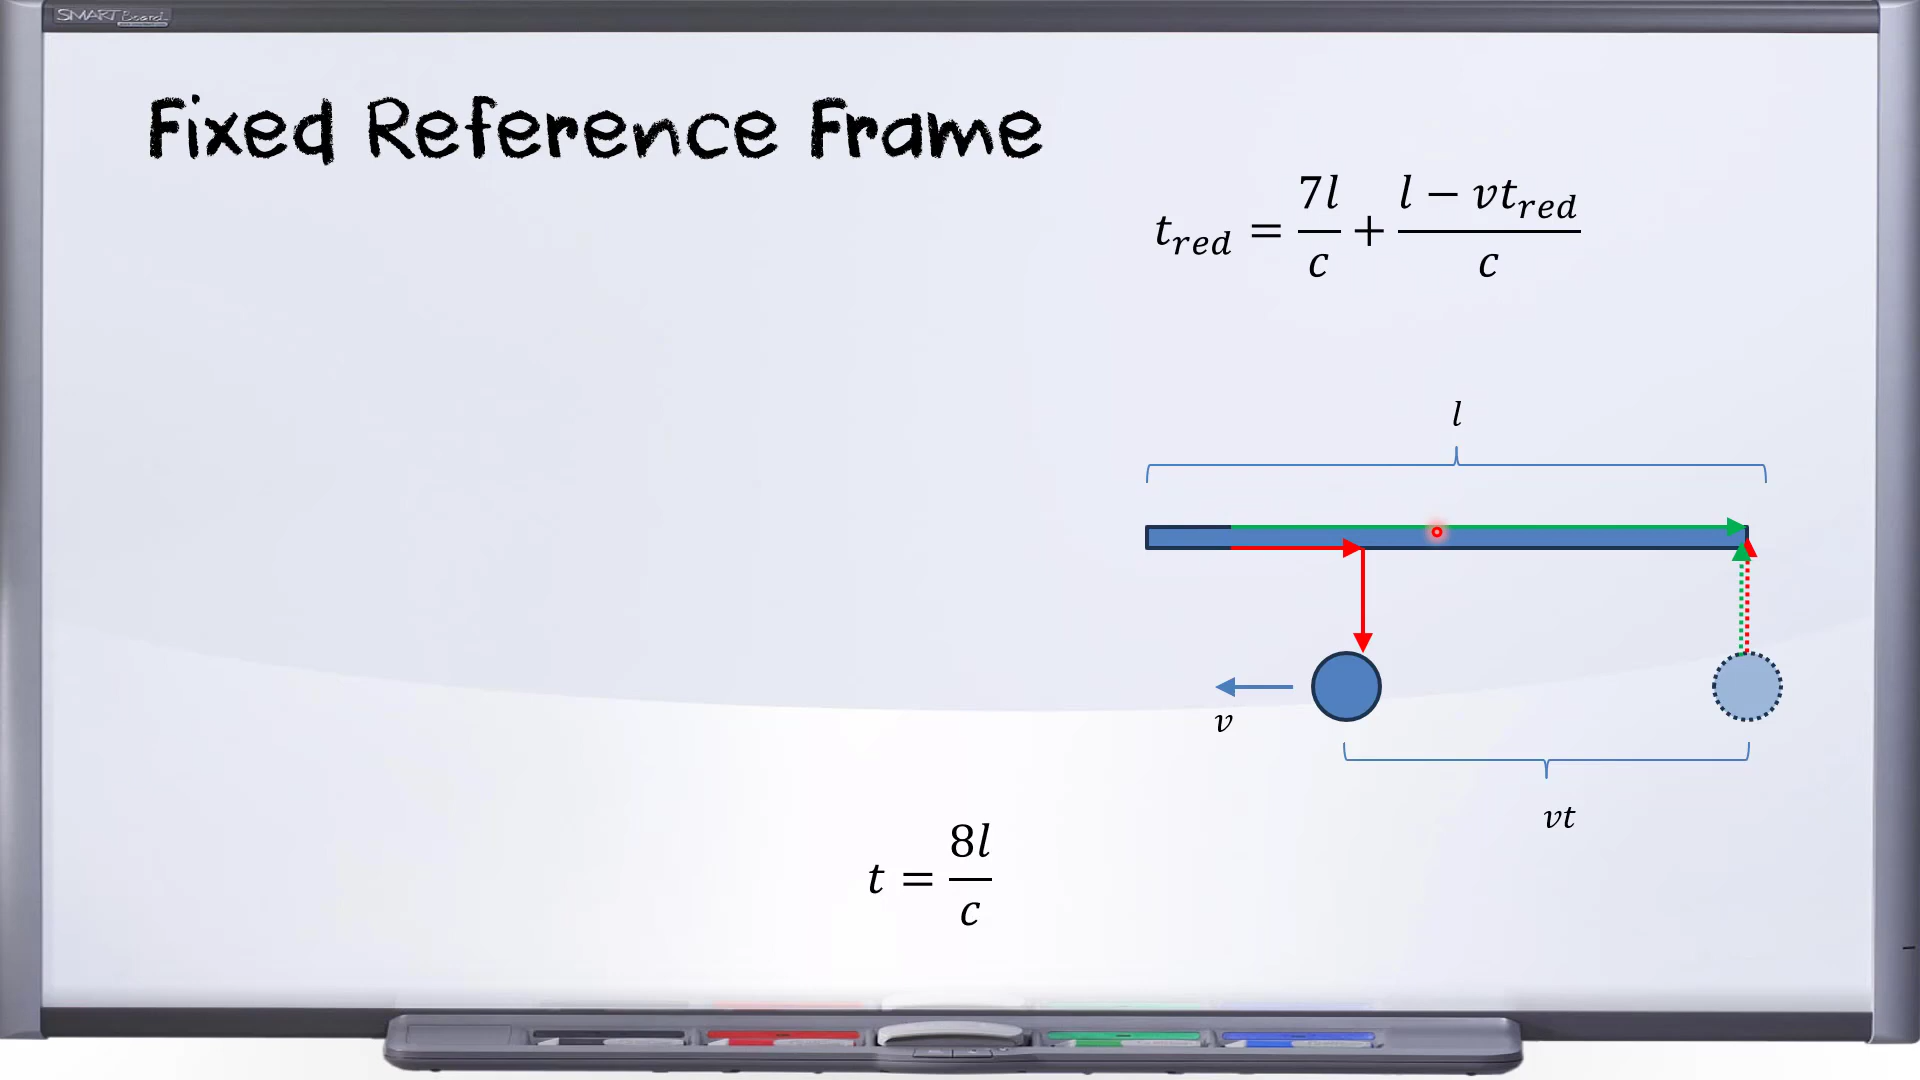 SMART Board
Fixed Reference Frame
t_red = 7l/c + (l − vt_red)/c
l
v
vt
t = 8l/c